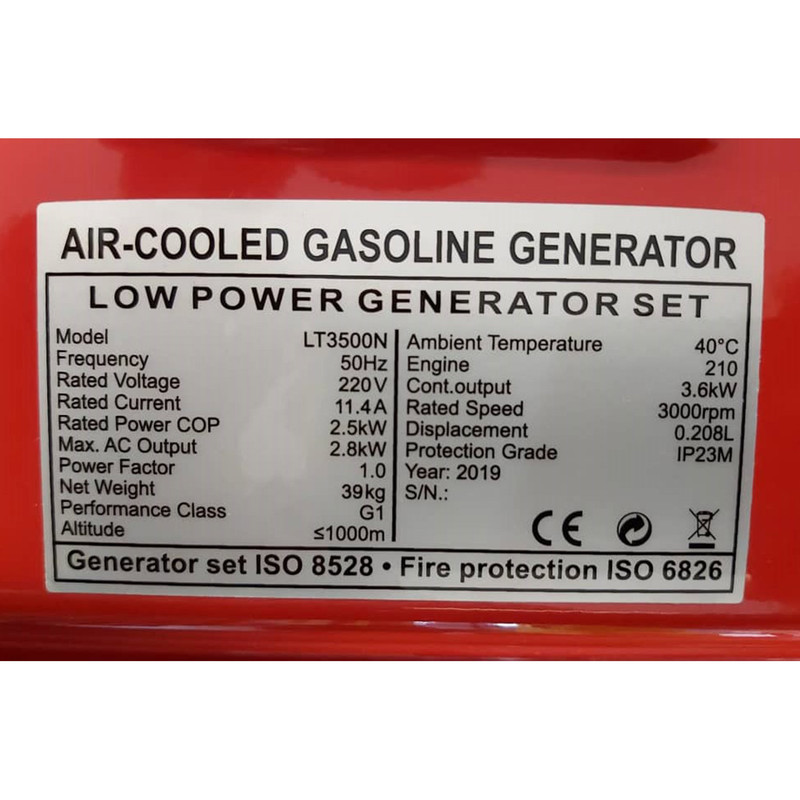 AIR-COOLED GASOLINE GENERATOR
LOW POWER GENERATOR SET
Model LT3500N
Frequency 50Hz
Rated Voltage 220V
Rated Current 11.4A
Rated Power COP 2.5kW
Max. AC Output 2.8kW
Power Factor 1.0
Net Weight 39kg
Performance Class G1
Altitude ≤1000m
Ambient Temperature 40°C
Engine 210
Cont.output 3.6kW
Rated Speed 3000rpm
Displacement 0.208L
Protection Grade IP23M
Year: 2019
S/N.:
CE
Generator set ISO 8528 • Fire protection ISO 6826